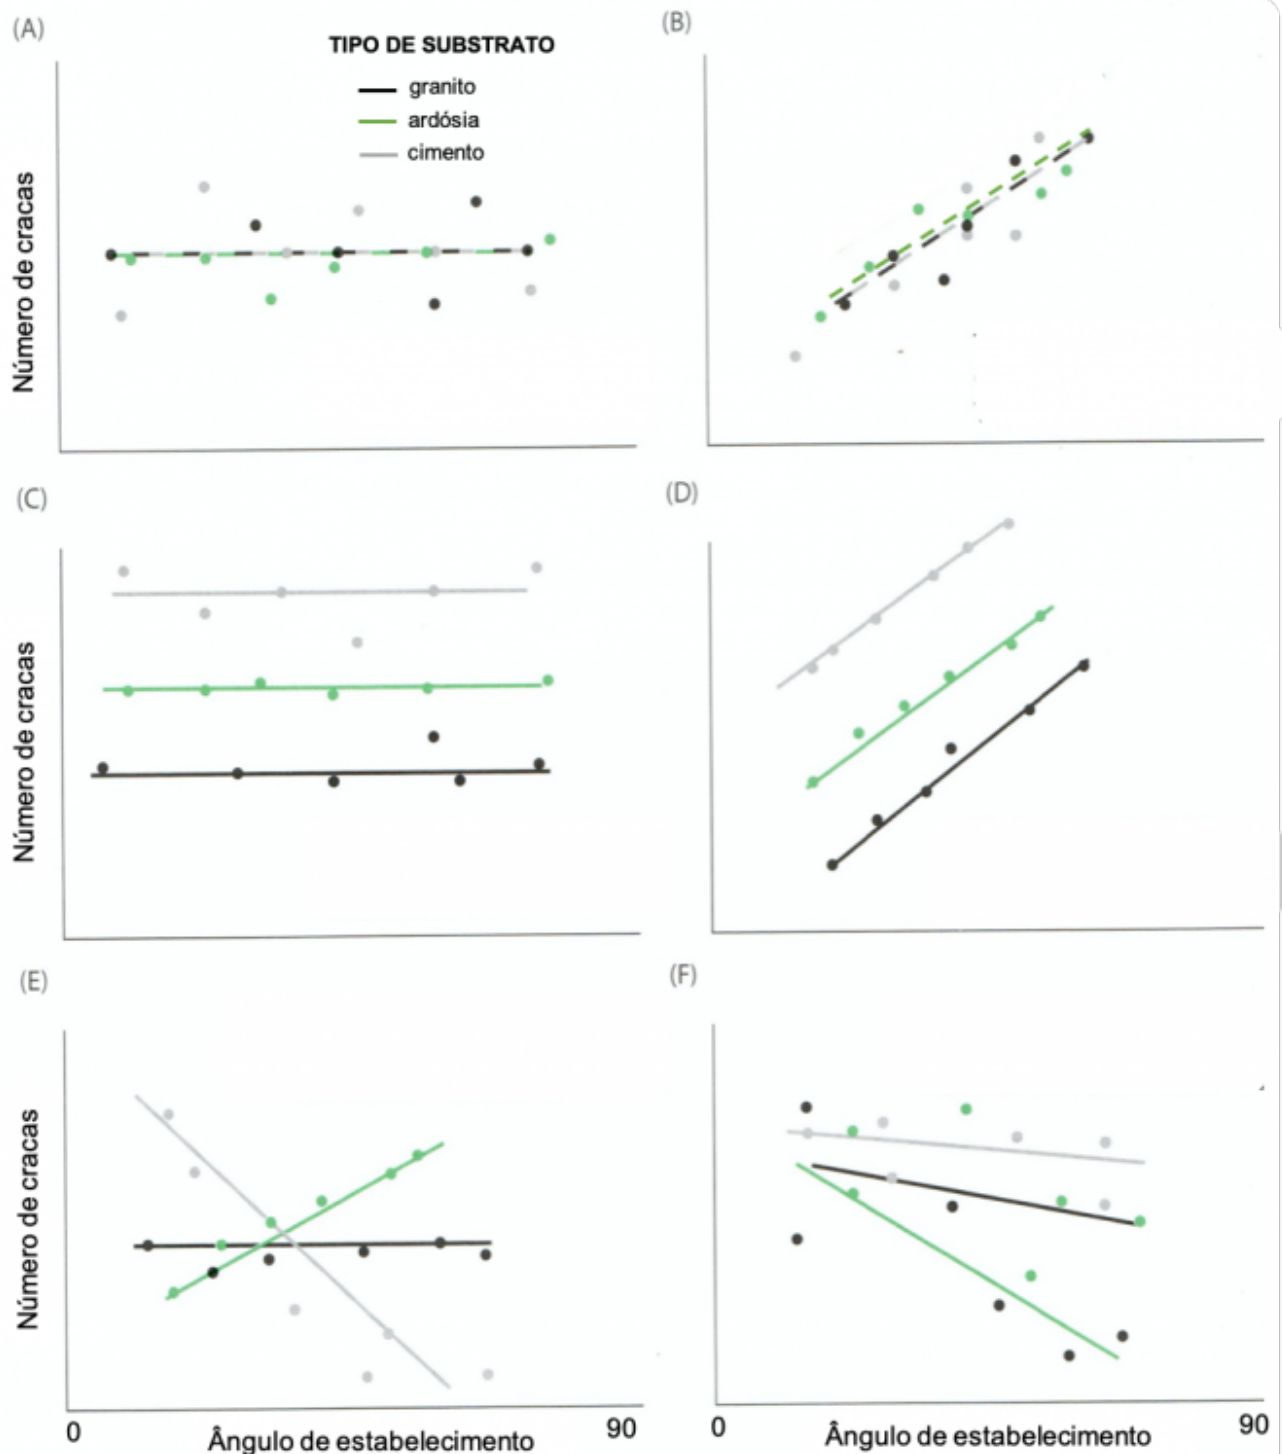 (A)
TIPO DE SUBSTRATO
granito
ardósia
cimento
Número de cracas
(B)
(C)
Número de cracas
(D)
(E)
Número de cracas
0
90
Ângulo de estabelecimento
(F)
0
90
Ângulo de estabelecimento